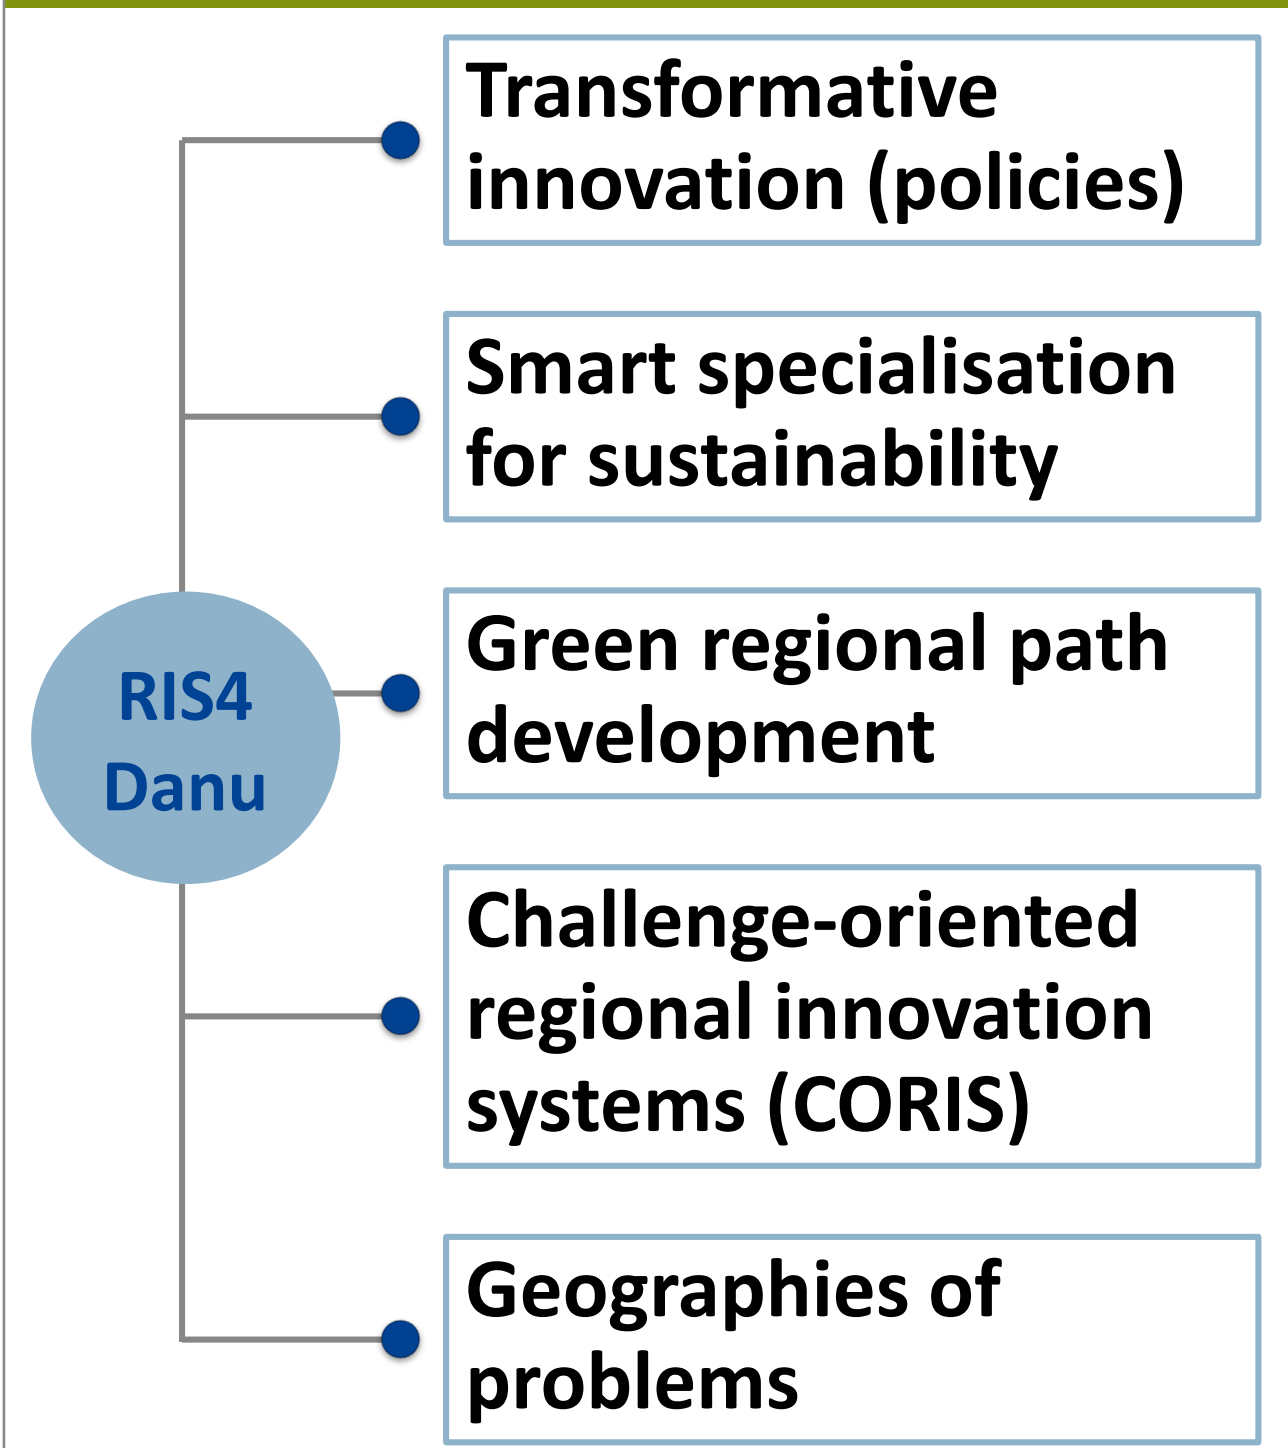 Transformative
innovation (policies)
Smart specialisation
for sustainability
Green regional path
development
RIS4
Danu
Challenge-oriented
regional innovation
systems (CORIS)
Geographies of
problems